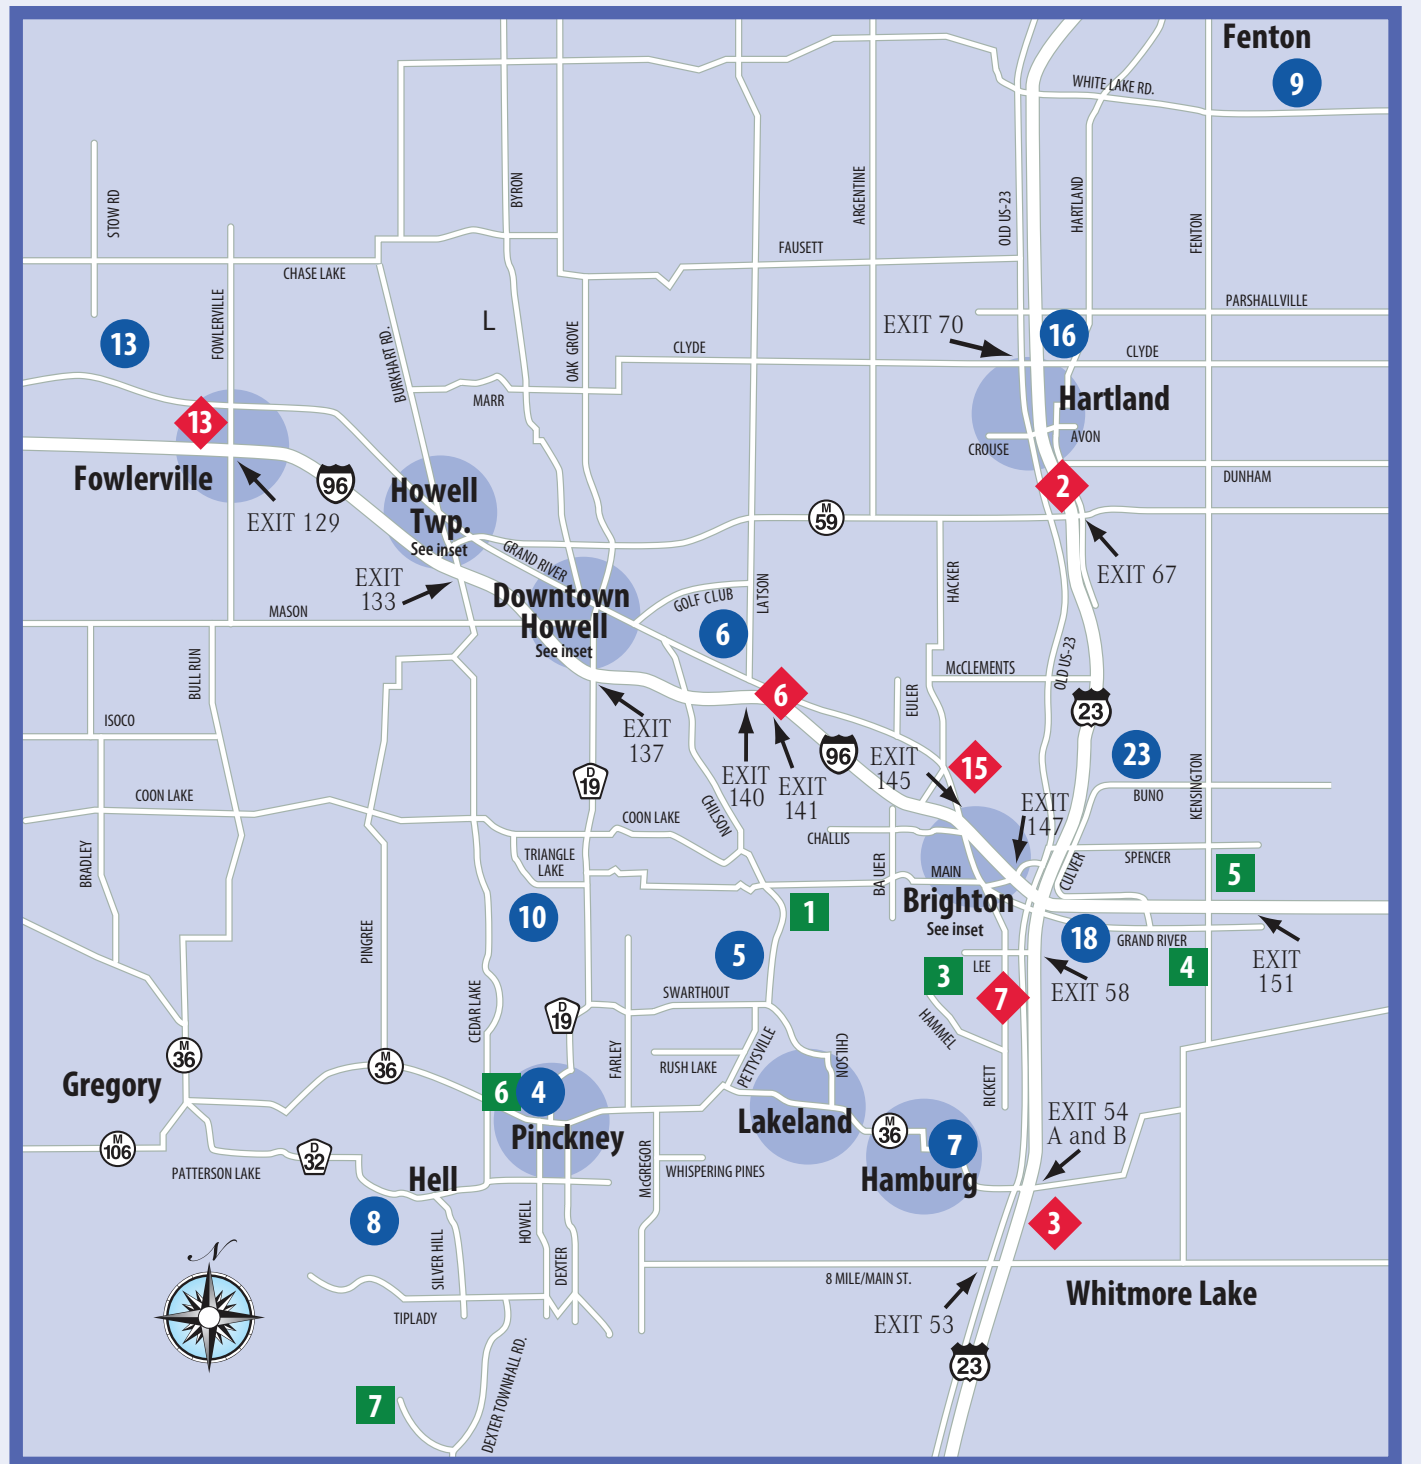 Fenton
9
WHITE LAKE RD.
STOW RD
BYRON
ARGENTINE
OLD US-23
HARTLAND
FENTON
FAUSETT
CHASE LAKE
FOWLERVILLE
PARSHALLVILLE
L
13
BURKHART RD.
OAK GROVE
CLYDE
EXIT 70
16
CLYDE
MARR
Hartland
13
CROUSE
AVON
Fowlerville
96
EXIT 129
Howell
Twp.
See inset
2
DUNHAM
M
59
GRAND RIVER
EXIT
133
EXIT 67
HACKER
LATSON
GOLF CLUB
Downtown
Howell
See inset
MASON
6
BULL RUN
McCLEMENTS
OLD US-23
EULER
6
23
ISOCO
EXIT
137
EXIT
140
EXIT
141
96
EXIT
145
15
23
KENSINGTON
BUNO
D
19
COON LAKE
COON LAKE
CHILSON
CHALLIS
EXIT
147
BRADLEY
TRIANGLE
LAKE
BAUER
MAIN
CULVER
SPENCER
5
Brighton
See inset
10
1
PINGREE
5
18
GRAND RIVER
EXIT
151
3
LEE
4
EXIT 58
7
SWARTHOUT
CEDAR LAKE
D
19
HAMMEL
M
36
M
36
FARLEY
RUSH LAKE
PETTYSVILLE
CHILSON
RICKETT
Gregory
6
4
Pinckney
Lakeland
M
36
EXIT 54
A and B
7
Hamburg
M
106
PATTERSON LAKE
D
32
Hell
McGREGOR
WHISPERING PINES
8
HOWELL
3
SILVER HILL
DEXTER
N
8 MILE/MAIN ST.
Whitmore Lake
TIPLADY
EXIT 53
23
DEXTER TOWNHALL RD.
7